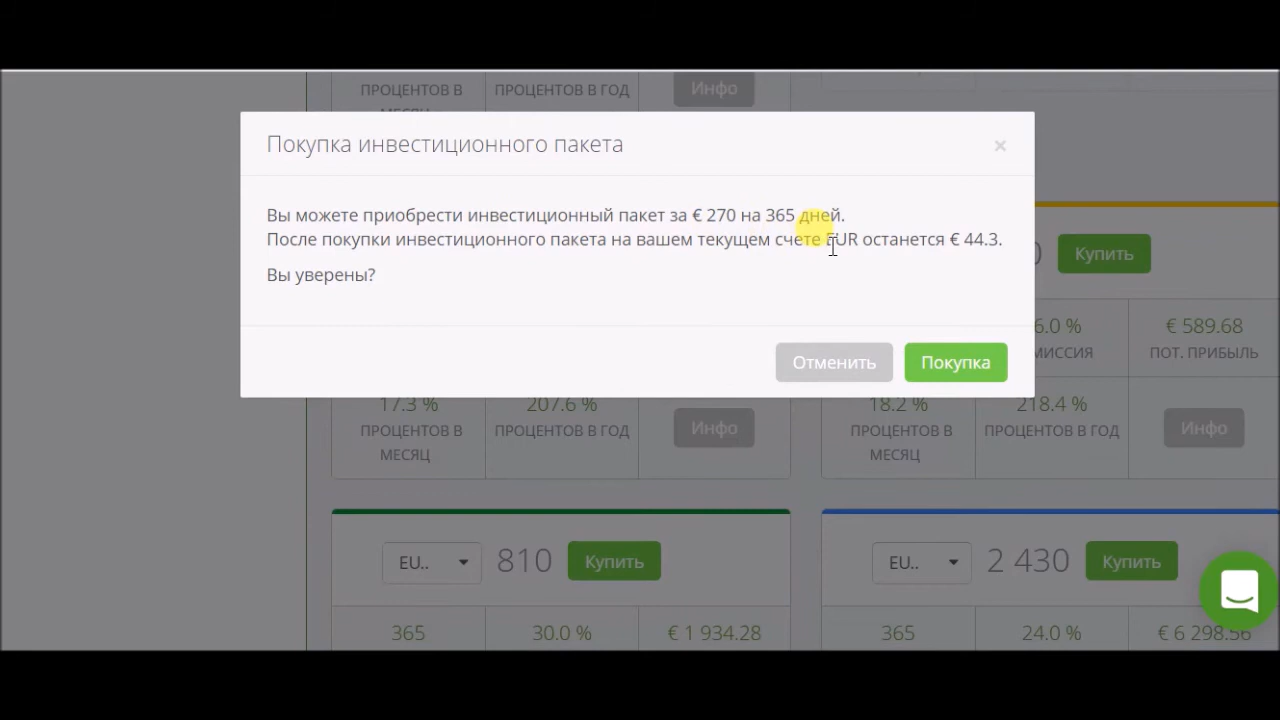 ПРОЦЕНТОВ В
ПРОЦЕНТОВ В ГОД
Инфо
Покупка инвестиционного пакета
×
Вы можете приобрести инвестиционный пакет за € 270 на 365 дней.
После покупки инвестиционного пакета на вашем текущем счете EUR останется € 44.3.
Вы уверены?
Отменить
Покупка
Купить
€ 589.68
ПОТ. ПРИБЫЛЬ
17.3 %
ПРОЦЕНТОВ В
МЕСЯЦ
207.6 %
ПРОЦЕНТОВ В ГОД
Инфо
18.2 %
ПРОЦЕНТОВ В
МЕСЯЦ
218.4 %
ПРОЦЕНТОВ В ГОД
Инфо
EU..
810
Купить
EU..
2 430
Купить
365
30.0 %
€ 1 934.28
365
24.0 %
€ 6 298.56